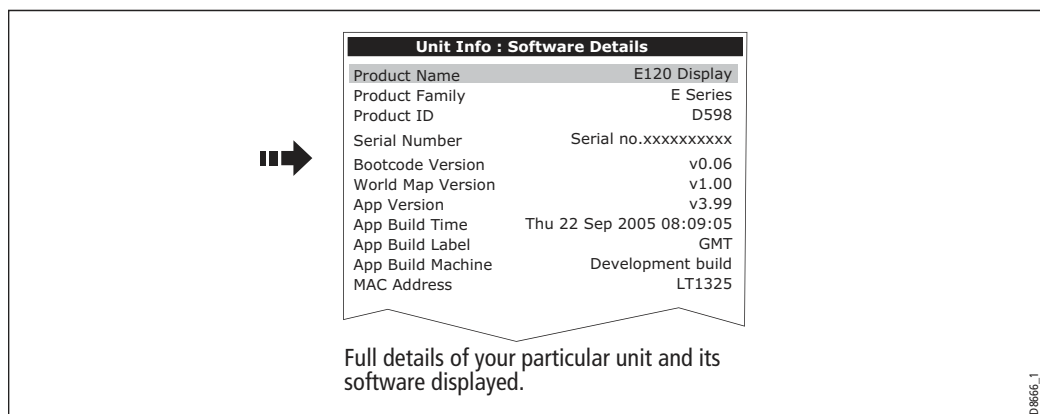 Unit Info : Software Details
Product Name E120 Display
Product Family E Series
Product ID D598
Serial Number Serial no.xxxxxxxxxx
Bootcode Version v0.06
World Map Version v1.00
App Version v3.99
App Build Time Thu 22 Sep 2005 08:09:05
App Build Label GMT
App Build Machine Development build
MAC Address LT1325
Full details of your particular unit and its
software displayed.
D8666_1